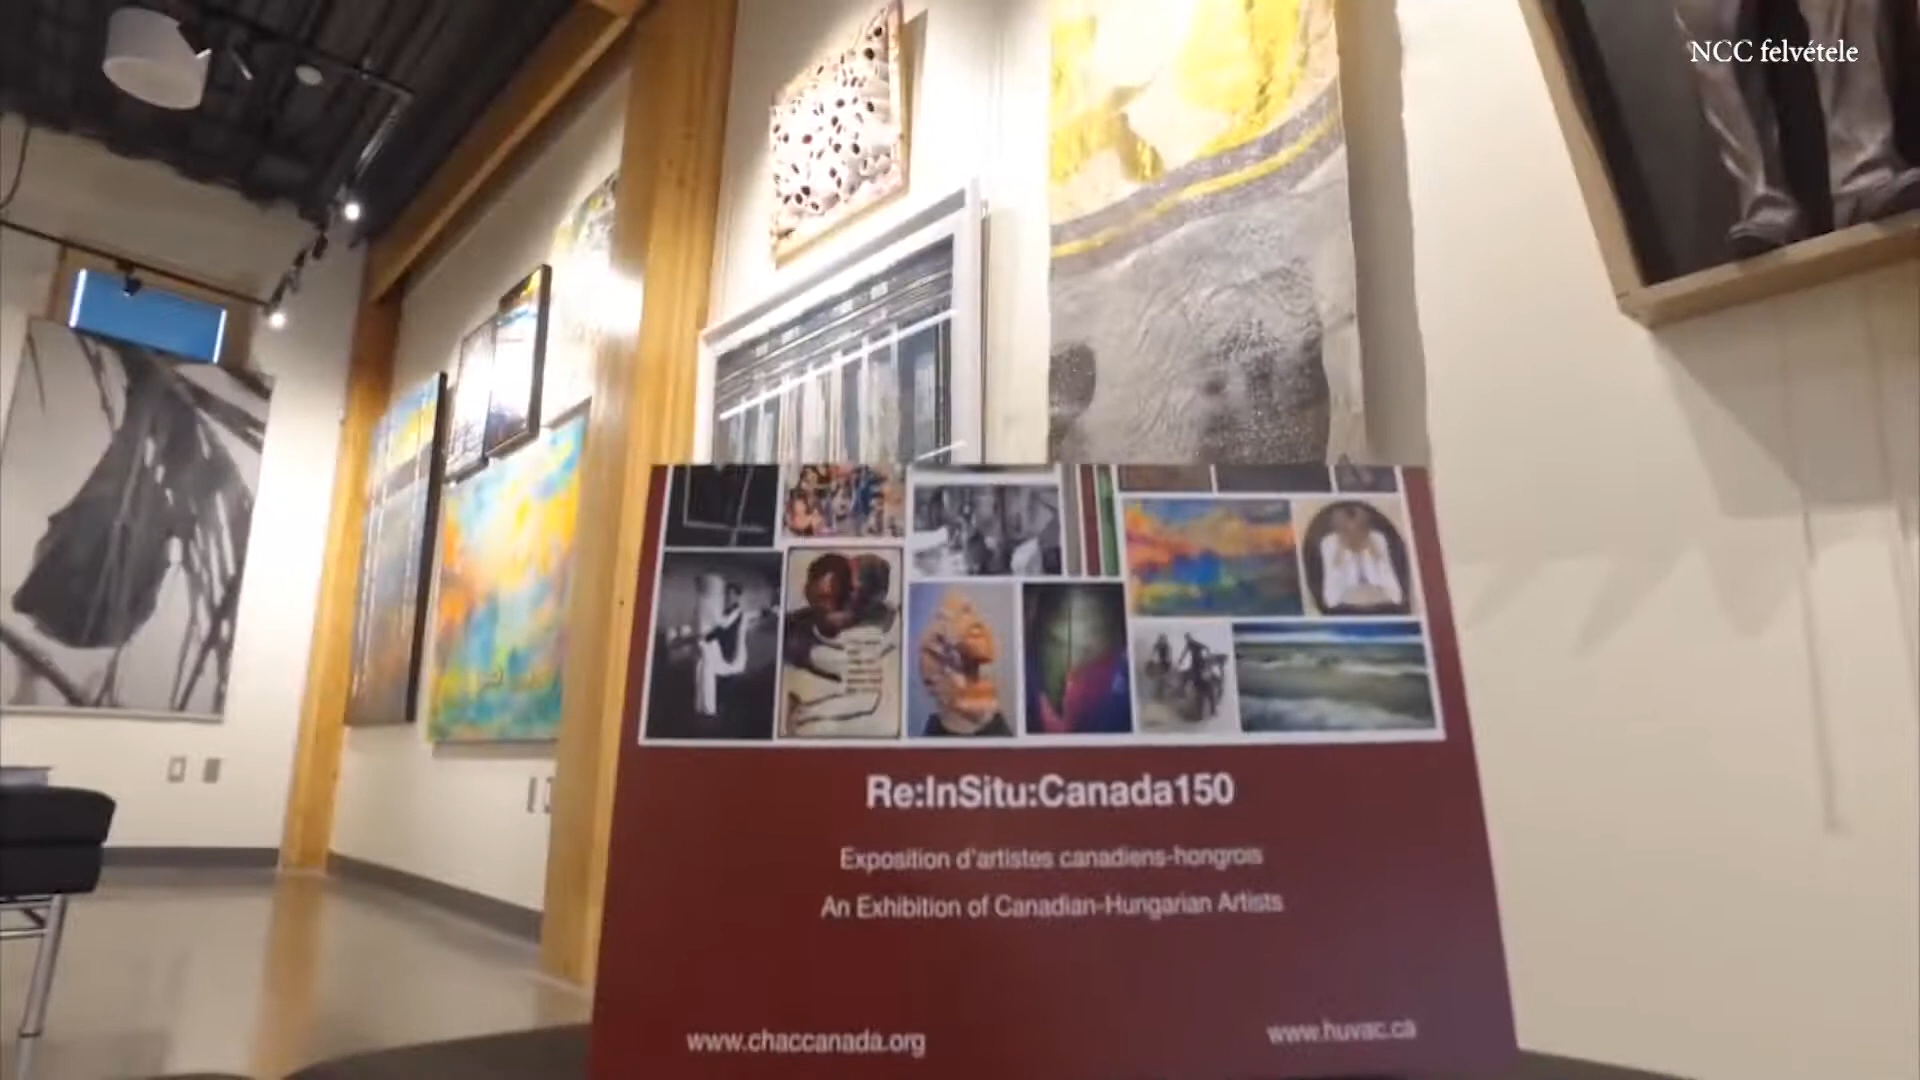 NCC felvétele
Re:InSitu:Canada150
Exposition d'artistes canadiens-hongrois
An Exhibition of Canadian-Hungarian Artists
www.chaccanada.org
www.huvac.ca